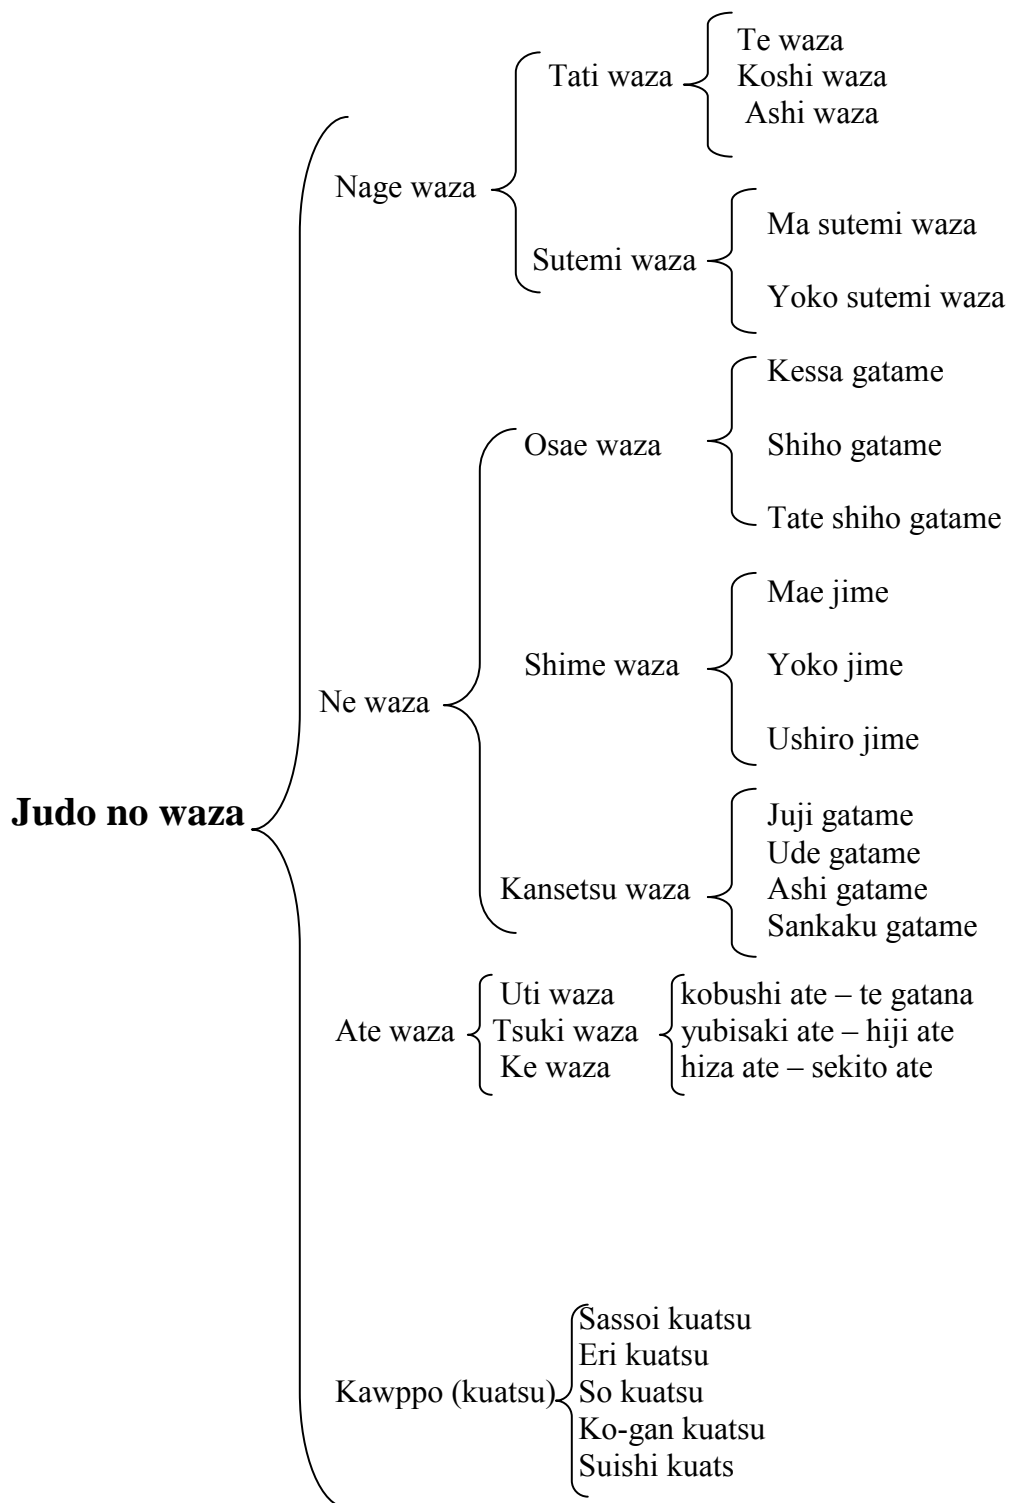 Te waza
Tati waza
Koshi waza
Ashi waza
Nage waza
Ma sutemi waza
Sutemi waza
Yoko sutemi waza
Kessa gatame
Osae waza
Shiho gatame
Tate shiho gatame
Mae jime
Shime waza
Yoko jime
Ne waza
Ushiro jime
Judo no waza
Juji gatame
Ude gatame
Kansetsu waza
Ashi gatame
Sankaku gatame
Uti waza
kobushi ate – te gatana
Ate waza
Tsuki waza
yubisaki ate – hiji ate
Ke waza
hiza ate – sekito ate
Sassoi kuatsu
Eri kuatsu
Kawppo (kuatsu)
So kuatsu
Ko-gan kuatsu
Suishi kuats